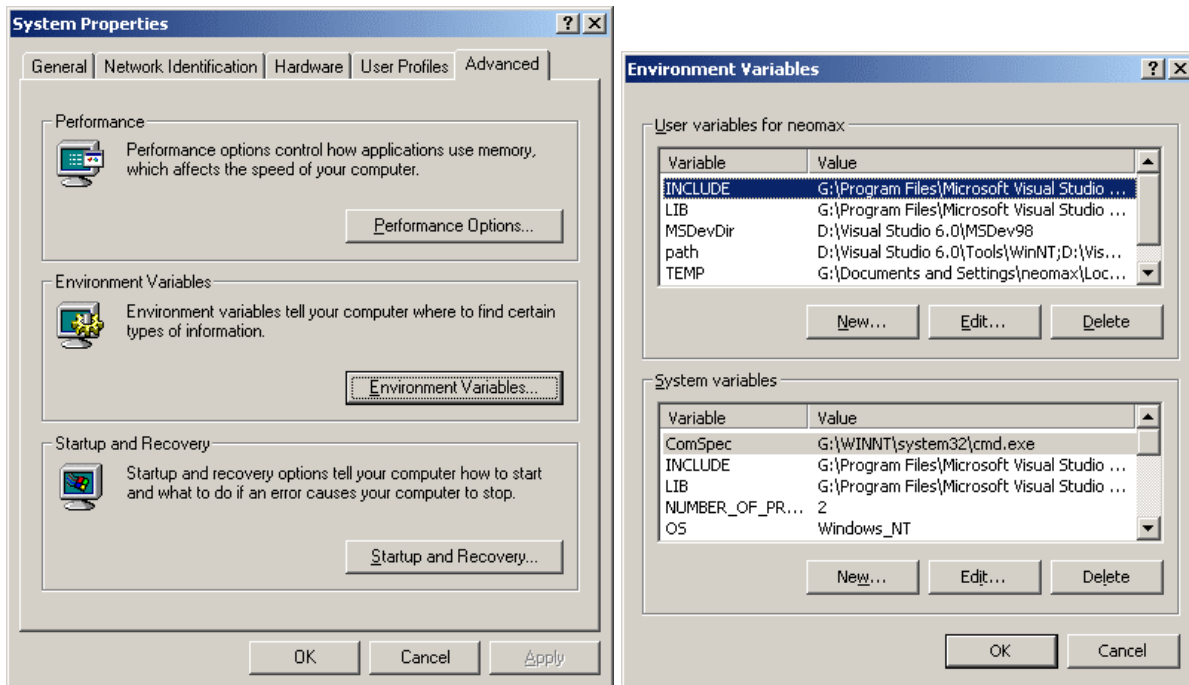 System Properties
General
Network Identification
Hardware
User Profiles
Advanced
Performance
Performance options control how applications use memory,
which affects the speed of your computer.
Performance Options...
Environment Variables
Environment variables tell your computer where to find certain
types of information.
Environment Variables...
Startup and Recovery
Startup and recovery options tell your computer how to start
and what to do if an error causes your computer to stop.
Startup and Recovery...
OK
Cancel
Apply
Environment Variables
User variables for neomax
Variable Value
INCLUDE G:\Program Files\Microsoft Visual Studio ...
LIB G:\Program Files\Microsoft Visual Studio ...
MSDevDir D:\Visual Studio 6.0\MSDev98
path D:\Visual Studio 6.0\Tools\WinNT;D:\Vis...
TEMP G:\Documents and Settings\neomax\Loc...
New...
Edit...
Delete
System variables
Variable Value
ComSpec G:\WINNT\system32\cmd.exe
INCLUDE G:\Program Files\Microsoft Visual Studio ...
LIB G:\Program Files\Microsoft Visual Studio ...
NUMBER_OF_PR... 2
OS Windows_NT
New...
Edit...
Delete
OK
Cancel